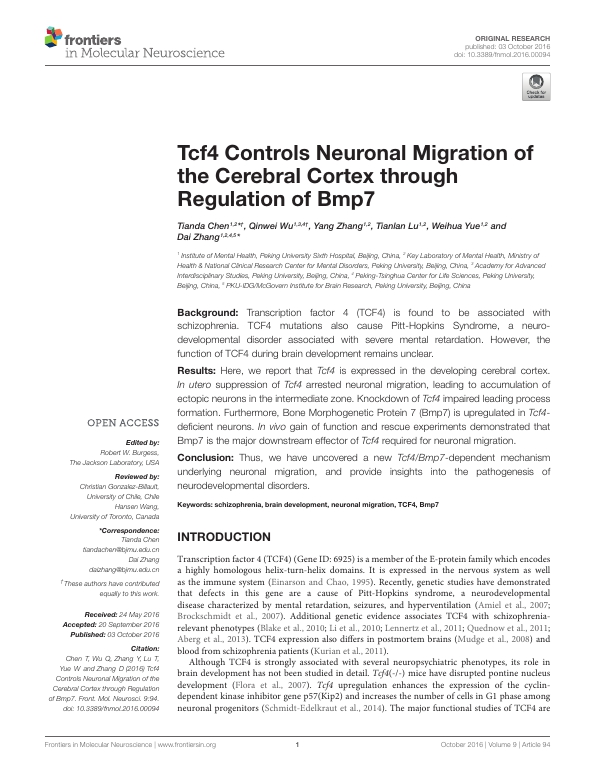 frontiers
in Molecular Neuroscience
ORIGINAL RESEARCH
published: 03 October 2016
doi: 10.3389/fnmol.2016.00094
Check for
updates
Tcf4 Controls Neuronal Migration of
the Cerebral Cortex through
Regulation of Bmp7
Tianda Chen1,2*†, Qinwei Wu1,3,4†, Yang Zhang1,2, Tianlan Lu1,2, Weihua Yue1,2 and
Dai Zhang1,2,4,5*
1 Institute of Mental Health, Peking University Sixth Hospital, Beijing, China, 2 Key Laboratory of Mental Health, Ministry of
Health & National Clinical Research Center for Mental Disorders, Peking University, Beijing, China, 3 Academy for Advanced
Interdisciplinary Studies, Peking University, Beijing, China, 4 Peking-Tsinghua Center for Life Sciences, Peking University,
Beijing, China, 5 PKU-IDG/McGovern Institute for Brain Research, Peking University, Beijing, China
Background: Transcription factor 4 (TCF4) is found to be associated with
schizophrenia. TCF4 mutations also cause Pitt-Hopkins Syndrome, a neuro-
developmental disorder associated with severe mental retardation. However, the
function of TCF4 during brain development remains unclear.
Results: Here, we report that Tcf4 is expressed in the developing cerebral cortex.
In utero suppression of Tcf4 arrested neuronal migration, leading to accumulation of
ectopic neurons in the intermediate zone. Knockdown of Tcf4 impaired leading process
formation. Furthermore, Bone Morphogenetic Protein 7 (Bmp7) is upregulated in Tcf4-
deficient neurons. In vivo gain of function and rescue experiments demonstrated that
Bmp7 is the major downstream effector of Tcf4 required for neuronal migration.
Conclusion: Thus, we have uncovered a new Tcf4/Bmp7-dependent mechanism
underlying neuronal migration, and provide insights into the pathogenesis of
neurodevelopmental disorders.
Keywords: schizophrenia, brain development, neuronal migration, TCF4, Bmp7
OPEN ACCESS
Edited by:
Robert W. Burgess,
The Jackson Laboratory, USA
Reviewed by:
Christian Gonzalez-Billault,
University of Chile, Chile
Hansen Wang,
University of Toronto, Canada
*Correspondence:
Tianda Chen
tiandachen@bjmu.edu.cn
Dai Zhang
daizhang@bjmu.edu.cn
†These authors have contributed
equally to this work.
Received: 24 May 2016
Accepted: 20 September 2016
Published: 03 October 2016
Citation:
Chen T, Wu Q, Zhang Y, Lu T,
Yue W and Zhang D (2016) Tcf4
Controls Neuronal Migration of the
Cerebral Cortex through Regulation
of Bmp7. Front. Mol. Neurosci. 9:94.
doi: 10.3389/fnmol.2016.00094
INTRODUCTION
Transcription factor 4 (TCF4) (Gene ID: 6925) is a member of the E-protein family which encodes
a highly homologous helix-turn-helix domains. It is expressed in the nervous system as well
as the immune system (Einarson and Chao, 1995). Recently, genetic studies have demonstrated
that defects in this gene are a cause of Pitt-Hopkins syndrome, a neurodevelopmental
disease characterized by mental retardation, seizures, and hyperventilation (Amiel et al., 2007;
Brockschmidt et al., 2007). Additional genetic evidence associates TCF4 with schizophrenia-
relevant phenotypes (Blake et al., 2010; Li et al., 2010; Lennertz et al., 2011; Quednow et al., 2011;
Aberg et al., 2013). TCF4 expression also differs in postmortem brains (Mudge et al., 2008) and
blood from schizophrenia patients (Kurian et al., 2011).
Although TCF4 is strongly associated with several neuropsychiatric phenotypes, its role in
brain development has not been studied in detail. Tcf4(-/-) mice have disrupted pontine nucleus
development (Flora et al., 2007). Tcf4 upregulation enhances the expression of the cyclin-
dependent kinase inhibitor gene p57(Kip2) and increases the number of cells in G1 phase among
neuronal progenitors (Schmidt-Edelkraut et al., 2014). The major functional studies of TCF4 are
Frontiers in Molecular Neuroscience | www.frontiersin.org
1
October 2016 | Volume 9 | Article 94